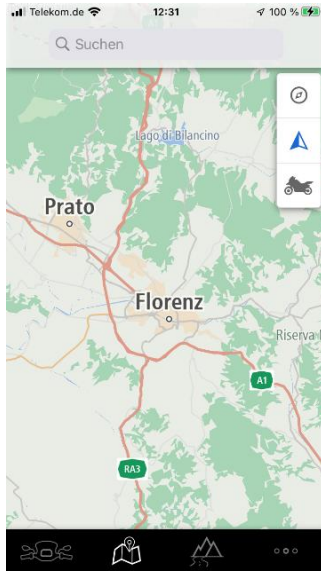 Telekom.de 12:31 100 %
Suchen
Lago di Bilancino
Prato
Florenz
Riserva
A1
RA3